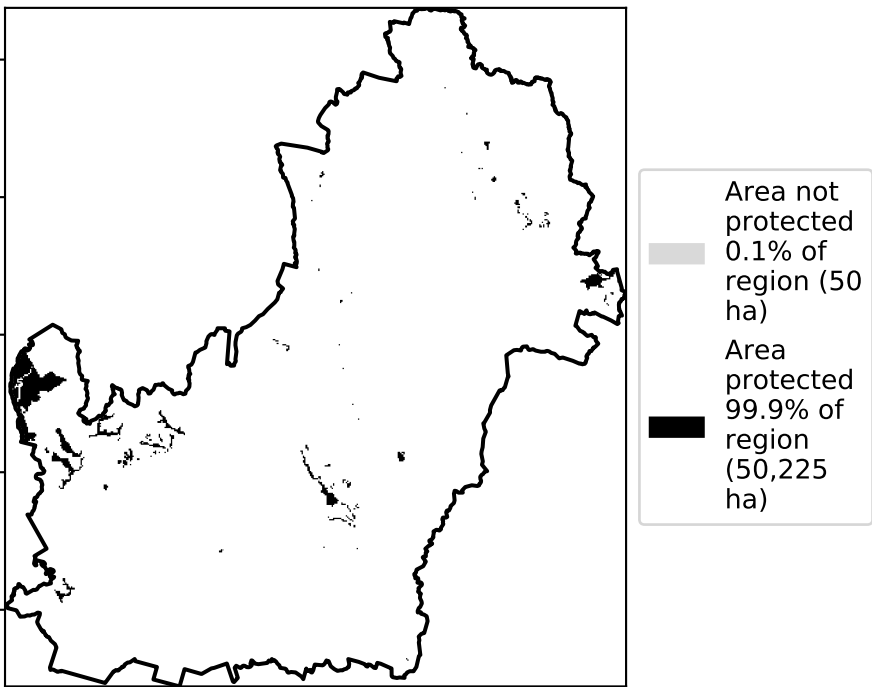 Area not
protected
0.1% of
region (50
ha)
Area
protected
99.9% of
region
(50,225
ha)